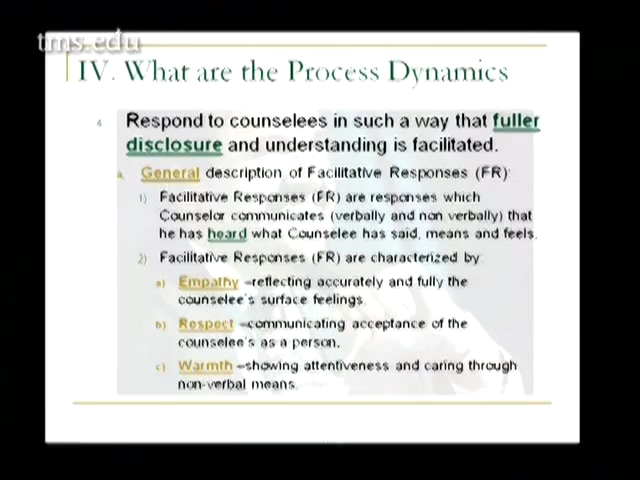 tms.edu
IV. What are the Process Dynamics
4. Respond to counselees in such a way that fuller
disclosure and understanding is facilitated.
a. General description of Facilitative Responses (FR):
1) Facilitative Responses (FR) are responses which
Counselor communicates (verbally and non verbally) that
he has heard what Counselee has said, means and feels.
2) Facilitative Responses (FR) are characterized by:
a) Empathy –reflecting accurately and fully the
counselee's surface feelings.
b) Respect –communicating acceptance of the
counselee's as a person.
c) Warmth –showing attentiveness and caring through
non-verbal means.